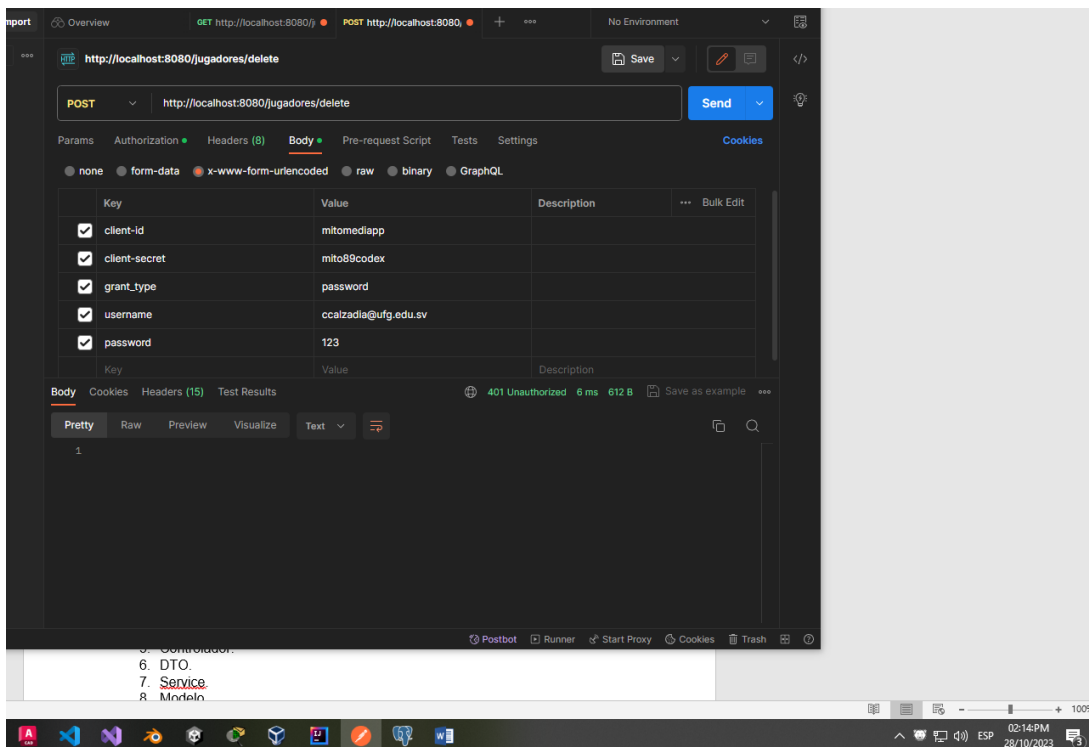 mport
Overview
GET http://localhost:8080/j
POST http://localhost:8080/
No Environment
HTTP
http://localhost:8080/jugadores/delete
Save
POST
http://localhost:8080/jugadores/delete
Send
Params Authorization Headers (8) Body Pre-request Script Tests Settings
Cookies
none form-data x-www-form-urlencoded raw binary GraphQL
Key Value Description Bulk Edit
client-id mitomediapp
client-secret mito89codex
grant_type password
username ccalzadia@ufg.edu.sv
password 123
Key Value Description
Body Cookies Headers (15) Test Results
401 Unauthorized 6 ms 612 B Save as example
Pretty Raw Preview Visualize Text
1
Postbot Runner Start Proxy Cookies Trash
5. Controlador.
6. DTO.
7. Service.
8. Modelo
100%
ESP
02:14PM
28/10/2023